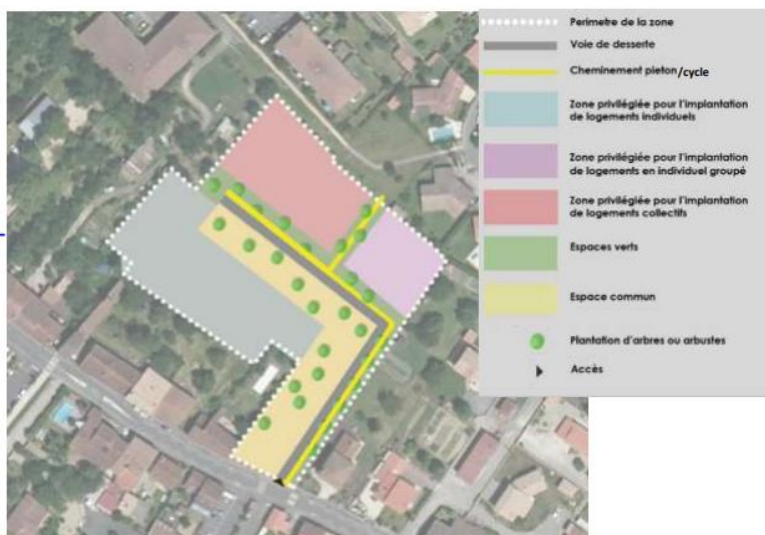 Perimetre de la zone
Voie de desserte
Cheminement pieton/cycle
Zone privilégiée pour l'implantation
de logements individuels
Zone privilégiée pour l'implantation
de logements en individuel groupé
Zone privilégiée pour l'implantation
de logements collectifs
Espaces verts
Espace commun
Plantation d'arbres ou arbustes
Accès